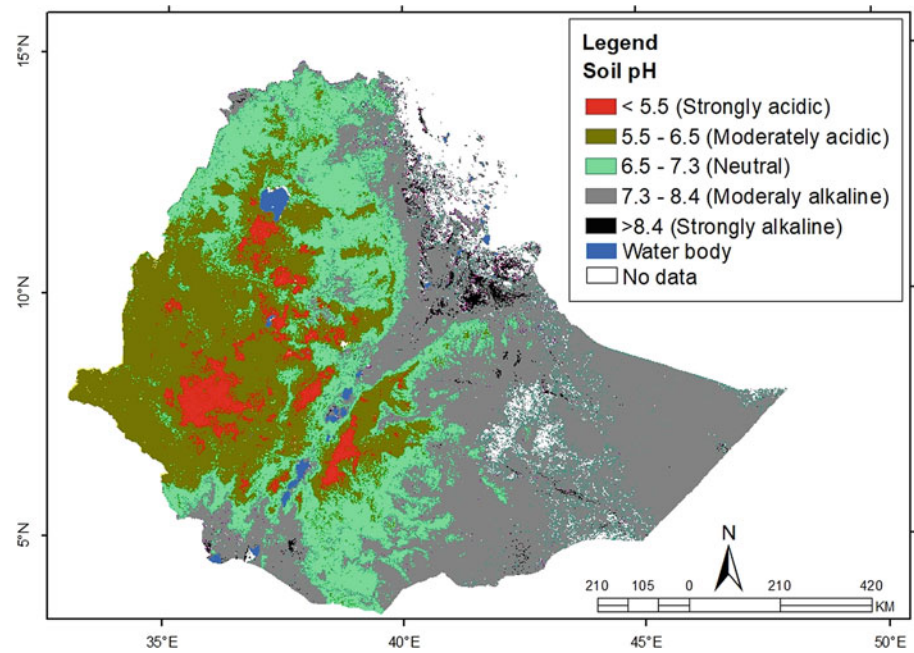 15°N
10°N
5°N
Legend
Soil pH
< 5.5 (Strongly acidic)
5.5 - 6.5 (Moderately acidic)
6.5 - 7.3 (Neutral)
7.3 - 8.4 (Moderaly alkaline)
>8.4 (Strongly alkaline)
Water body
No data
N
210 105 0 210 420
KM
35°E 40°E 45°E 50°E